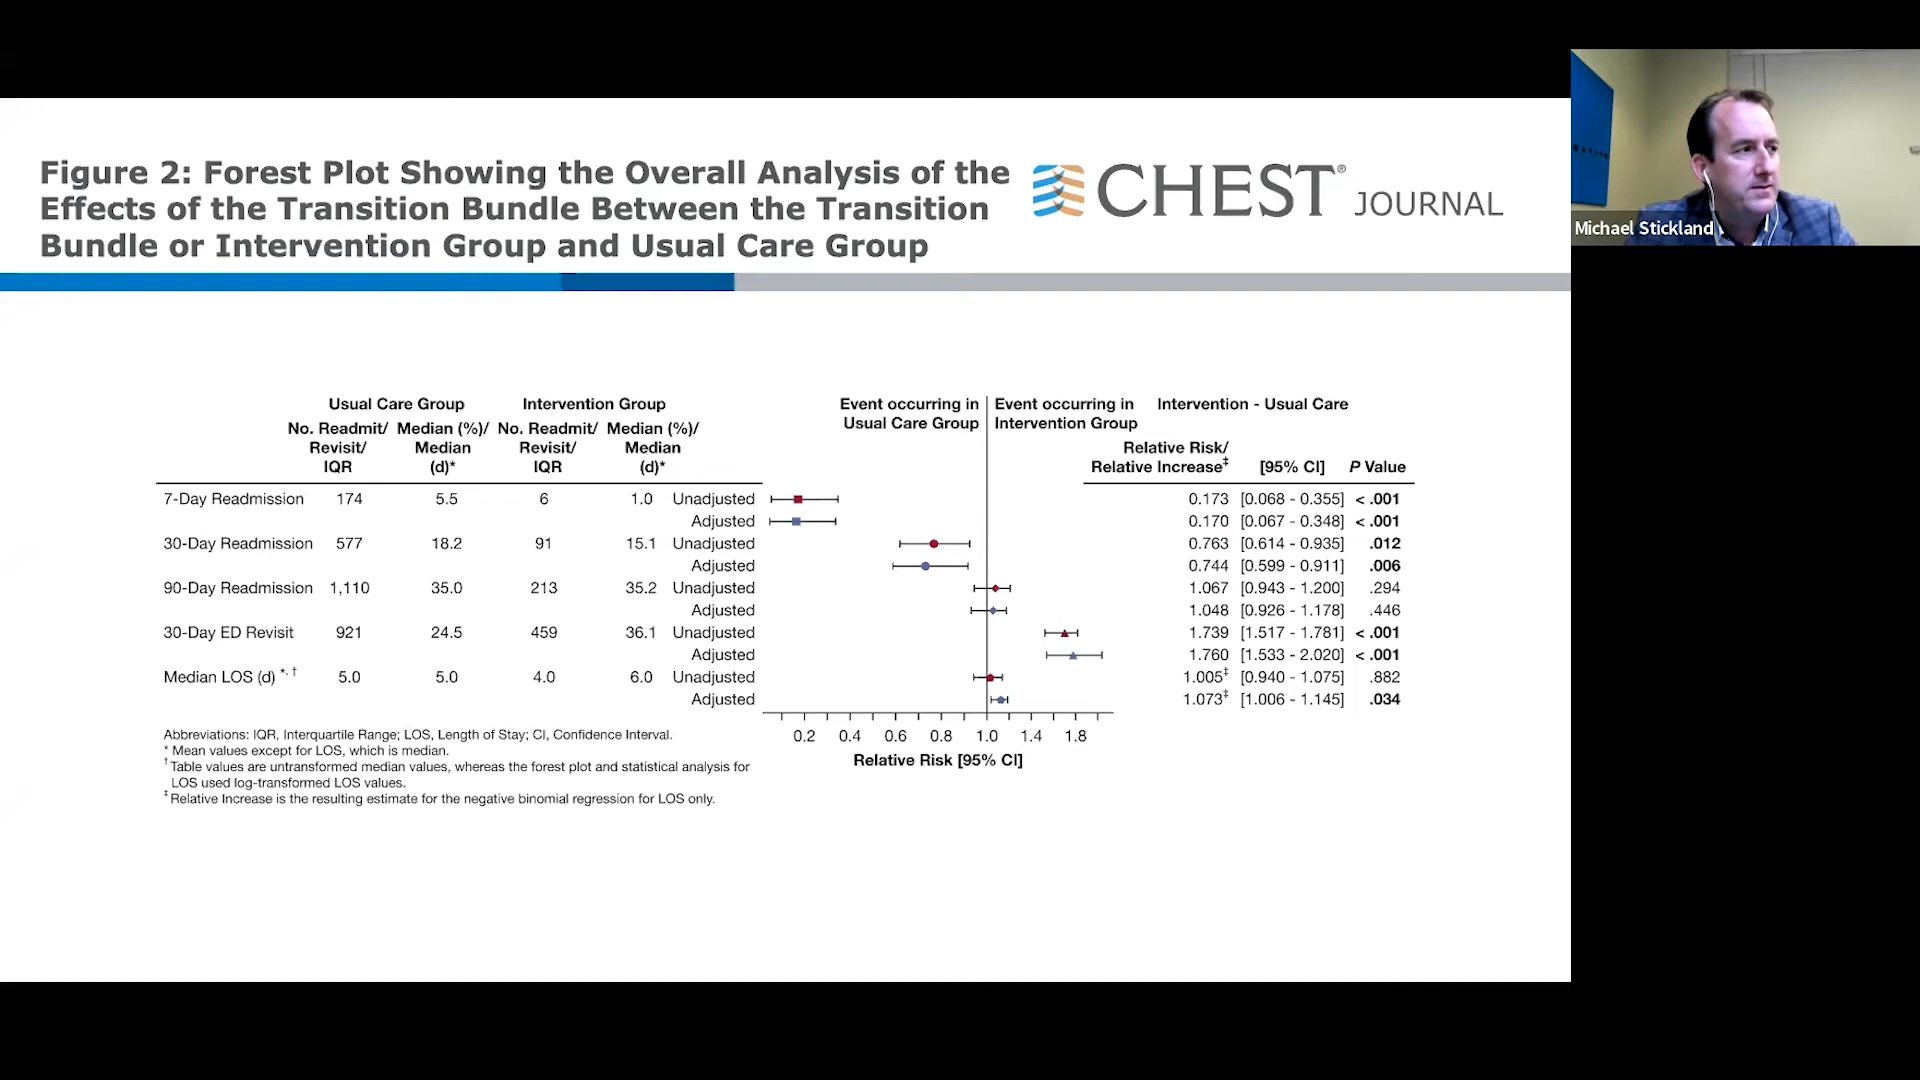 Figure 2: Forest Plot Showing the Overall Analysis of the
Effects of the Transition Bundle Between the Transition
Bundle or Intervention Group and Usual Care Group
CHEST® JOURNAL
Michael Stickland
Usual Care Group Intervention Group Event occurring in Event occurring in Intervention - Usual Care
Usual Care Group Intervention Group
No. Readmit/ Median (%)/ No. Readmit/ Median (%)/
Revisit/ Median Revisit/ Median Relative Risk/
IQR (d)* IQR (d)* Relative Increase‡ [95% CI] P Value
7-Day Readmission 174 5.5 6 1.0 Unadjusted 0.173 [0.068 - 0.355] < .001
Adjusted 0.170 [0.067 - 0.348] < .001
30-Day Readmission 577 18.2 91 15.1 Unadjusted 0.763 [0.614 - 0.935] .012
Adjusted 0.744 [0.599 - 0.911] .006
90-Day Readmission 1,110 35.0 213 35.2 Unadjusted 1.067 [0.943 - 1.200] .294
Adjusted 1.048 [0.926 - 1.178] .446
30-Day ED Revisit 921 24.5 459 36.1 Unadjusted 1.739 [1.517 - 1.781] < .001
Adjusted 1.760 [1.533 - 2.020] < .001
Median LOS (d) *, † 5.0 5.0 4.0 6.0 Unadjusted 1.005‡ [0.940 - 1.075] .882
Adjusted 1.073‡ [1.006 - 1.145] .034
0.2 0.4 0.6 0.8 1.0 1.4 1.8
Relative Risk [95% CI]
Abbreviations: IQR, Interquartile Range; LOS, Length of Stay; CI, Confidence Interval.
* Mean values except for LOS, which is median.
† Table values are untransformed median values, whereas the forest plot and statistical analysis for
LOS used log-transformed LOS values.
‡ Relative Increase is the resulting estimate for the negative binomial regression for LOS only.